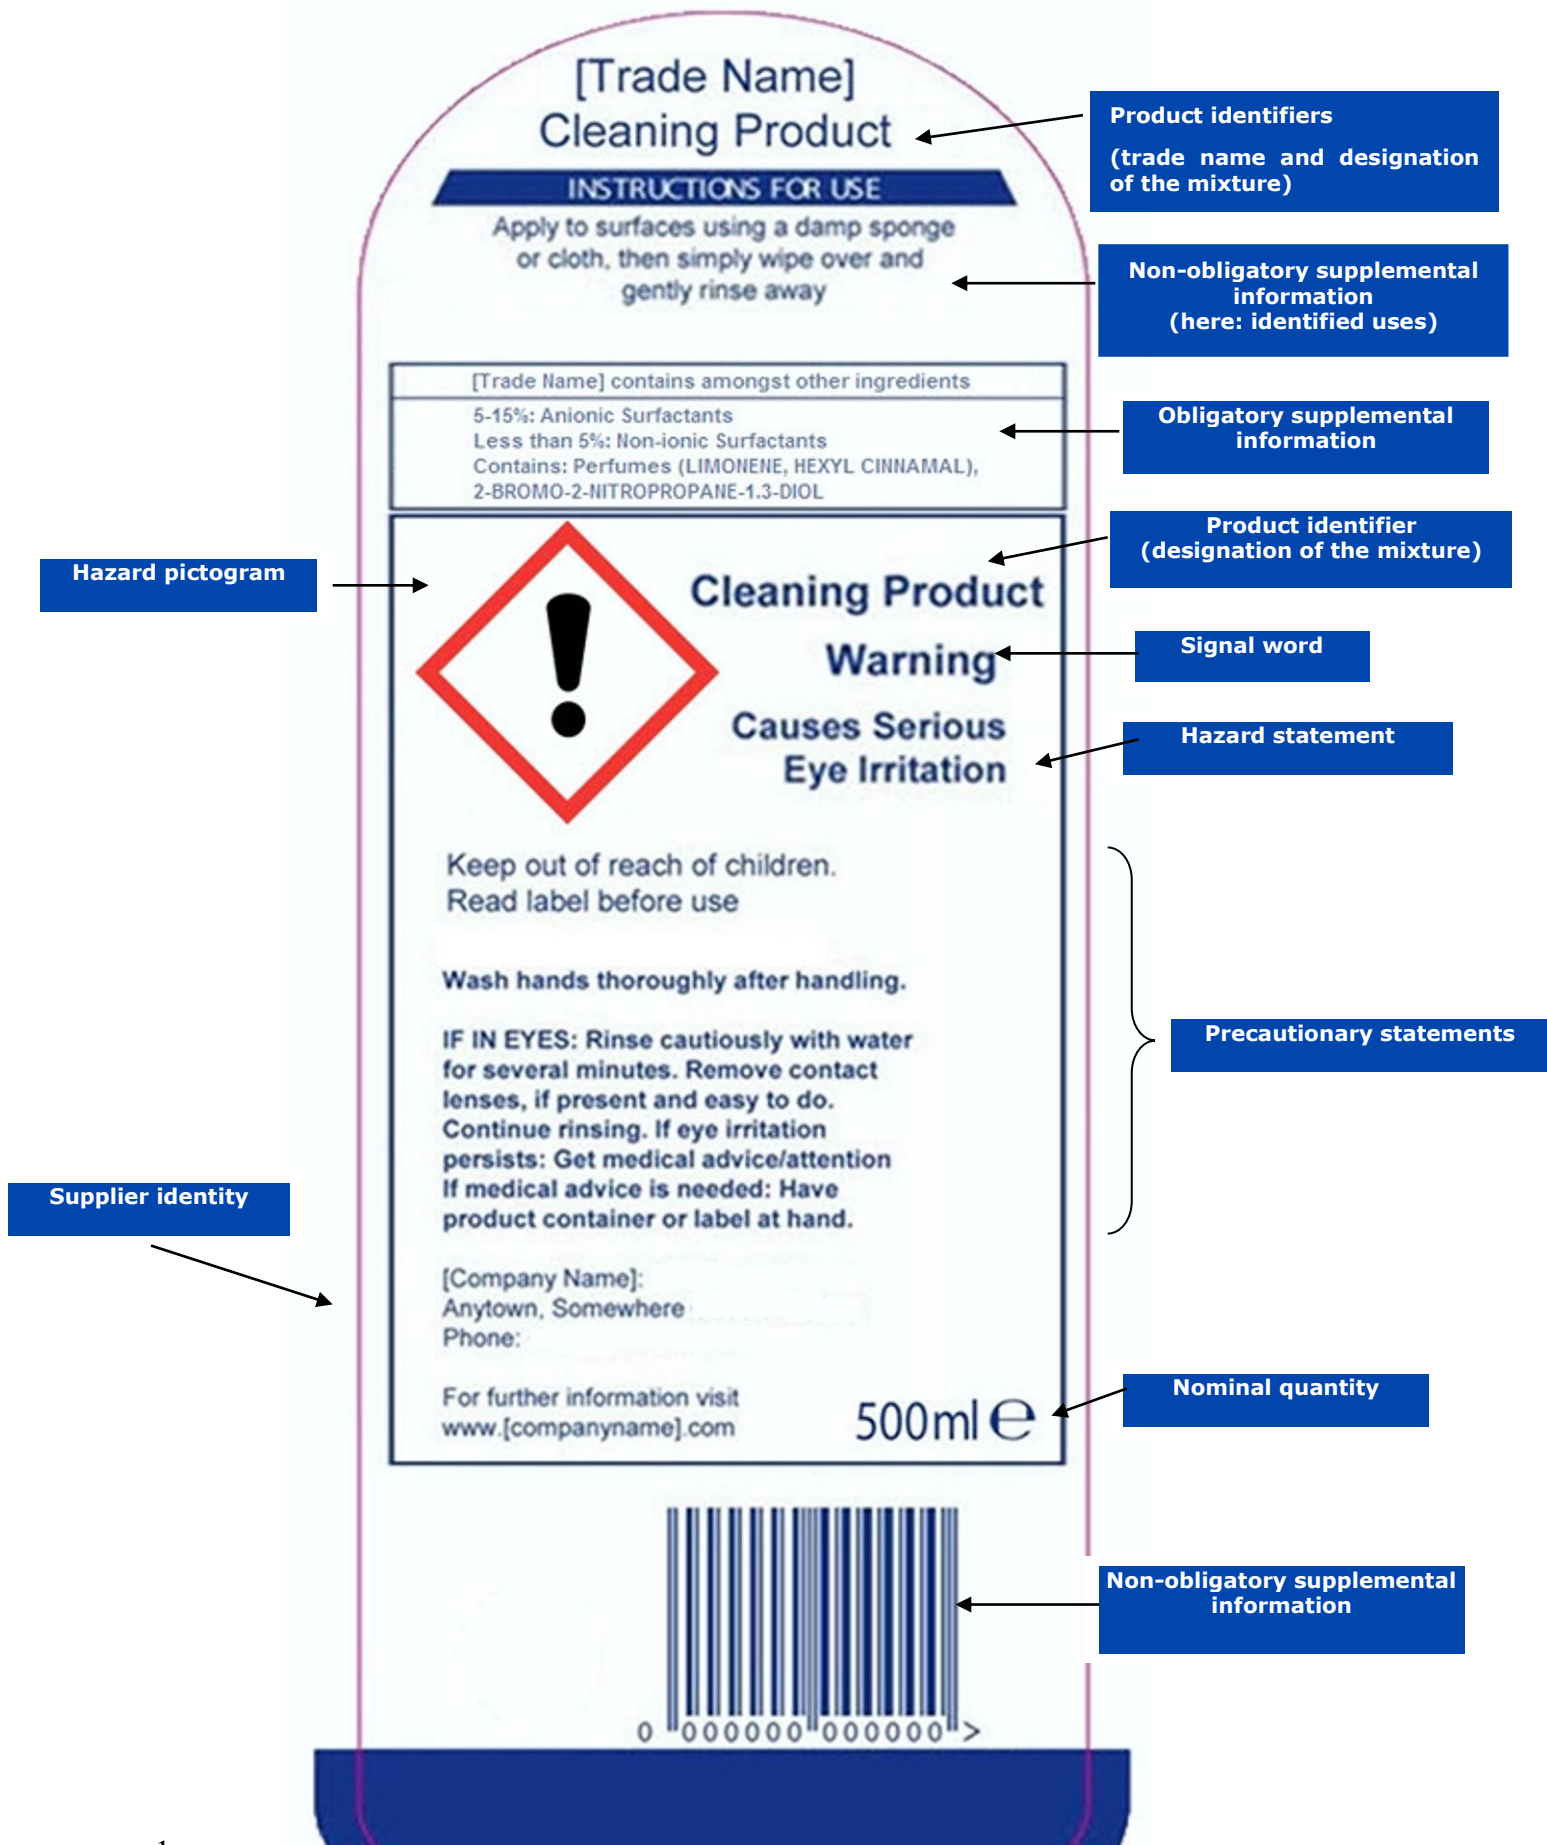 [Trade Name]
Cleaning Product
INSTRUCTIONS FOR USE
Apply to surfaces using a damp sponge
or cloth, then simply wipe over and
gently rinse away
Product identifiers
(trade name and designation
of the mixture)
Non-obligatory supplemental
information
(here: identified uses)
[Trade Name] contains amongst other ingredients
5-15%: Anionic Surfactants
Less than 5%: Non-ionic Surfactants
Contains: Perfumes (LIMONENE, HEXYL CINNAMAL),
2-BROMO-2-NITROPROPANE-1.3-DIOL
Obligatory supplemental
information
Product identifier
(designation of the mixture)
Hazard pictogram
Cleaning Product
Warning
Signal word
Causes Serious
Eye Irritation
Hazard statement
Keep out of reach of children.
Read label before use
Wash hands thoroughly after handling.
IF IN EYES: Rinse cautiously with water
for several minutes. Remove contact
lenses, if present and easy to do.
Continue rinsing. If eye irritation
persists: Get medical advice/attention
If medical advice is needed: Have
product container or label at hand.
Precautionary statements
Supplier identity
[Company Name]:
Anytown, Somewhere
Phone:
For further information visit
www.[companyname].com
500ml ℮
Nominal quantity
Non-obligatory supplemental
information
0 000000 000000 >
1